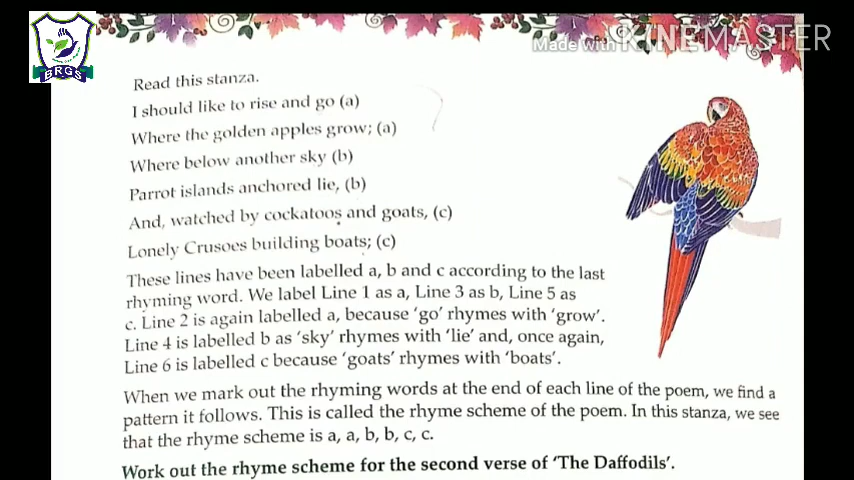 BRGS
Made with KINEMASTER
Read this stanza.
I should like to rise and go (a)
Where the golden apples grow; (a)
Where below another sky (b)
Parrot islands anchored lie, (b)
And, watched by cockatoos and goats, (c)
Lonely Crusoes building boats; (c)
These lines have been labelled a, b and c according to the last
rhyming word. We label Line 1 as a, Line 3 as b, Line 5 as
c. Line 2 is again labelled a, because ‘go’ rhymes with ‘grow’.
Line 4 is labelled b as ‘sky’ rhymes with ‘lie’ and, once again,
Line 6 is labelled c because ‘goats’ rhymes with ‘boats’.
When we mark out the rhyming words at the end of each line of the poem, we find a
pattern it follows. This is called the rhyme scheme of the poem. In this stanza, we see
that the rhyme scheme is a, a, b, b, c, c.
Work out the rhyme scheme for the second verse of ‘The Daffodils’.